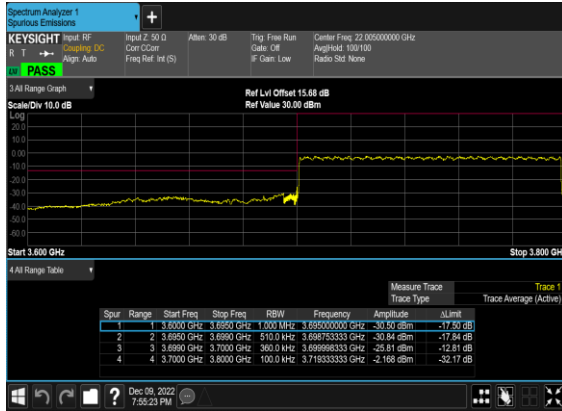 Spectrum Analyzer 1
Spurious Emissions
+
KEYSIGHT Input: RF Input Z: 50 Ω Atten: 30 dB Trig: Free Run Center Freq: 22.005000000 GHz
R T Coupling: DC Corr CCorr Gate: Off Avg|Hold: 100/100
Align: Auto Freq Ref: Int (S) IF Gain: Low Radio Std: None
LXI PASS
3 All Range Graph
Ref Lvl Offset 15.68 dB
Scale/Div 10.0 dB Ref Value 30.00 dBm
Log
20.0
10.0
0.00
-10.0
-20.0
-30.0
-40.0
-50.0
-60.0
Start 3.600 GHz Stop 3.800 GH
4 All Range Table
Measure Trace Trace 1
Trace Type Trace Average (Active)
Spur Range Start Freq Stop Freq RBW Frequency Amplitude ΔLimit
1 1 3.6000 GHz 3.6950 GHz 1.000 MHz 3.695000000 GHz -30.50 dBm -17.50 dB
2 2 3.6950 GHz 3.6990 GHz 510.0 kHz 3.698753333 GHz -30.84 dBm -17.84 dB
3 3 3.6990 GHz 3.7000 GHz 360.0 kHz 3.699998333 GHz -25.81 dBm -12.81 dB
4 4 3.7000 GHz 3.8000 GHz 100.0 kHz 3.719333333 GHz -2.168 dBm -32.17 dB
? Dec 09, 2022
7:55:23 PM